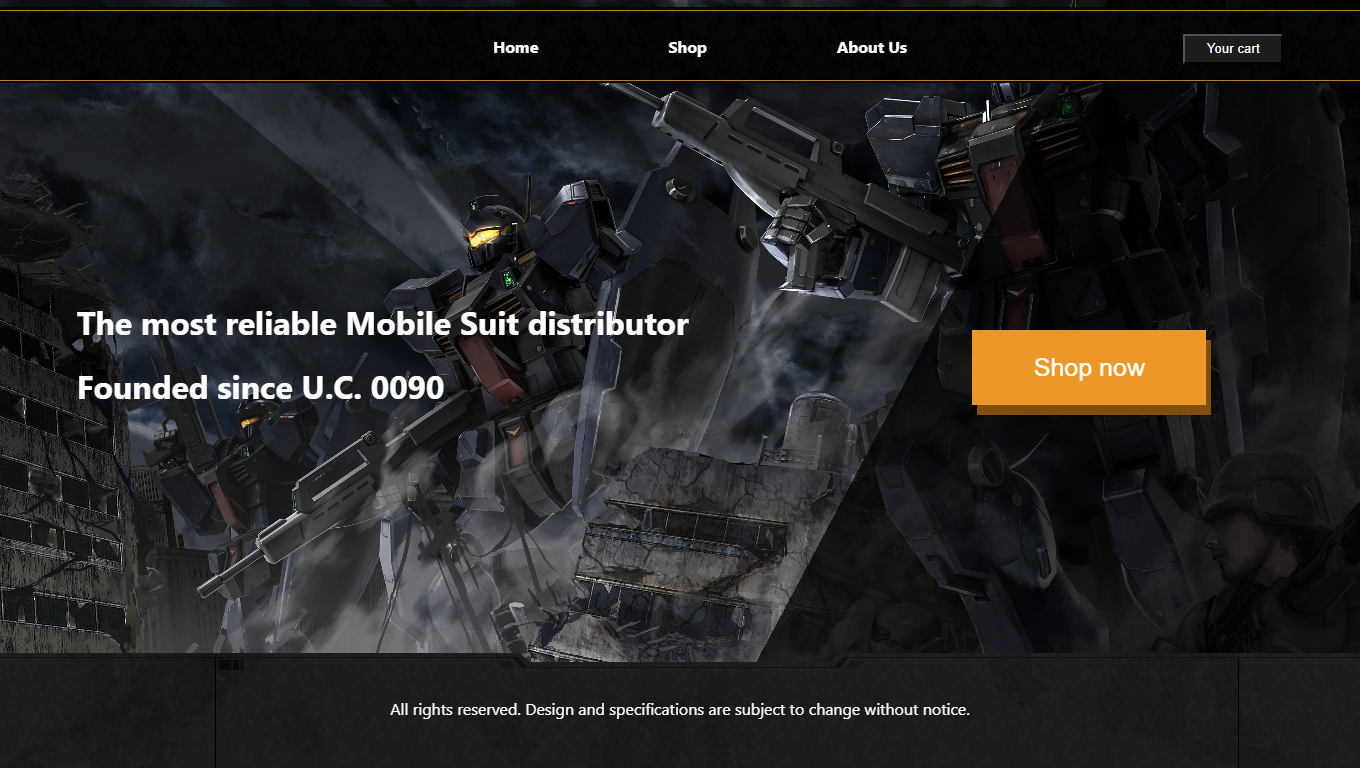 Home
Shop
About Us
Your cart
The most reliable Mobile Suit distributor
Founded since U.C. 0090
Shop now
All rights reserved. Design and specifications are subject to change without notice.